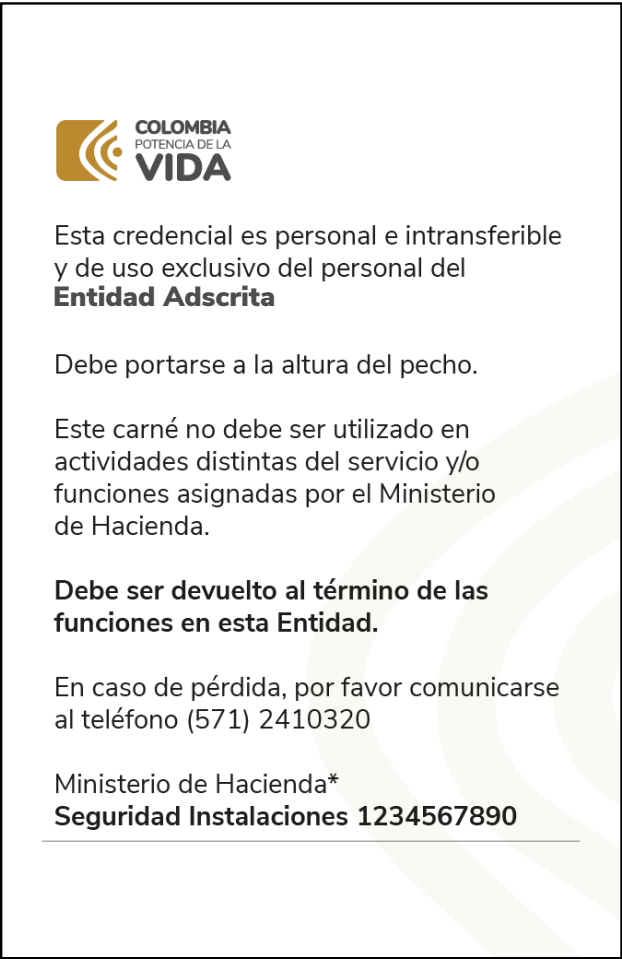 COLOMBIA
POTENCIA DE LA
VIDA
Esta credencial es personal e intransferible
y de uso exclusivo del personal del
Entidad Adscrita
Debe portarse a la altura del pecho.
Este carné no debe ser utilizado en
actividades distintas del servicio y/o
funciones asignadas por el Ministerio
de Hacienda.
Debe ser devuelto al término de las
funciones en esta Entidad.
En caso de pérdida, por favor comunicarse
al teléfono (571) 2410320
Ministerio de Hacienda*
Seguridad Instalaciones 1234567890